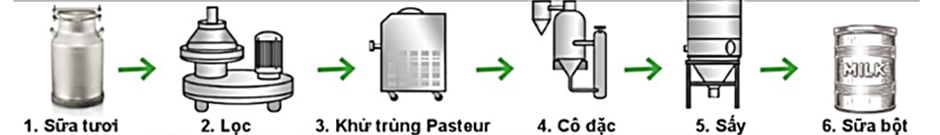 MILK
1. Sữa tươi
2. Lọc
3. Khử trùng Pasteur
4. Cô đặc
5. Sấy
6. Sữa bột